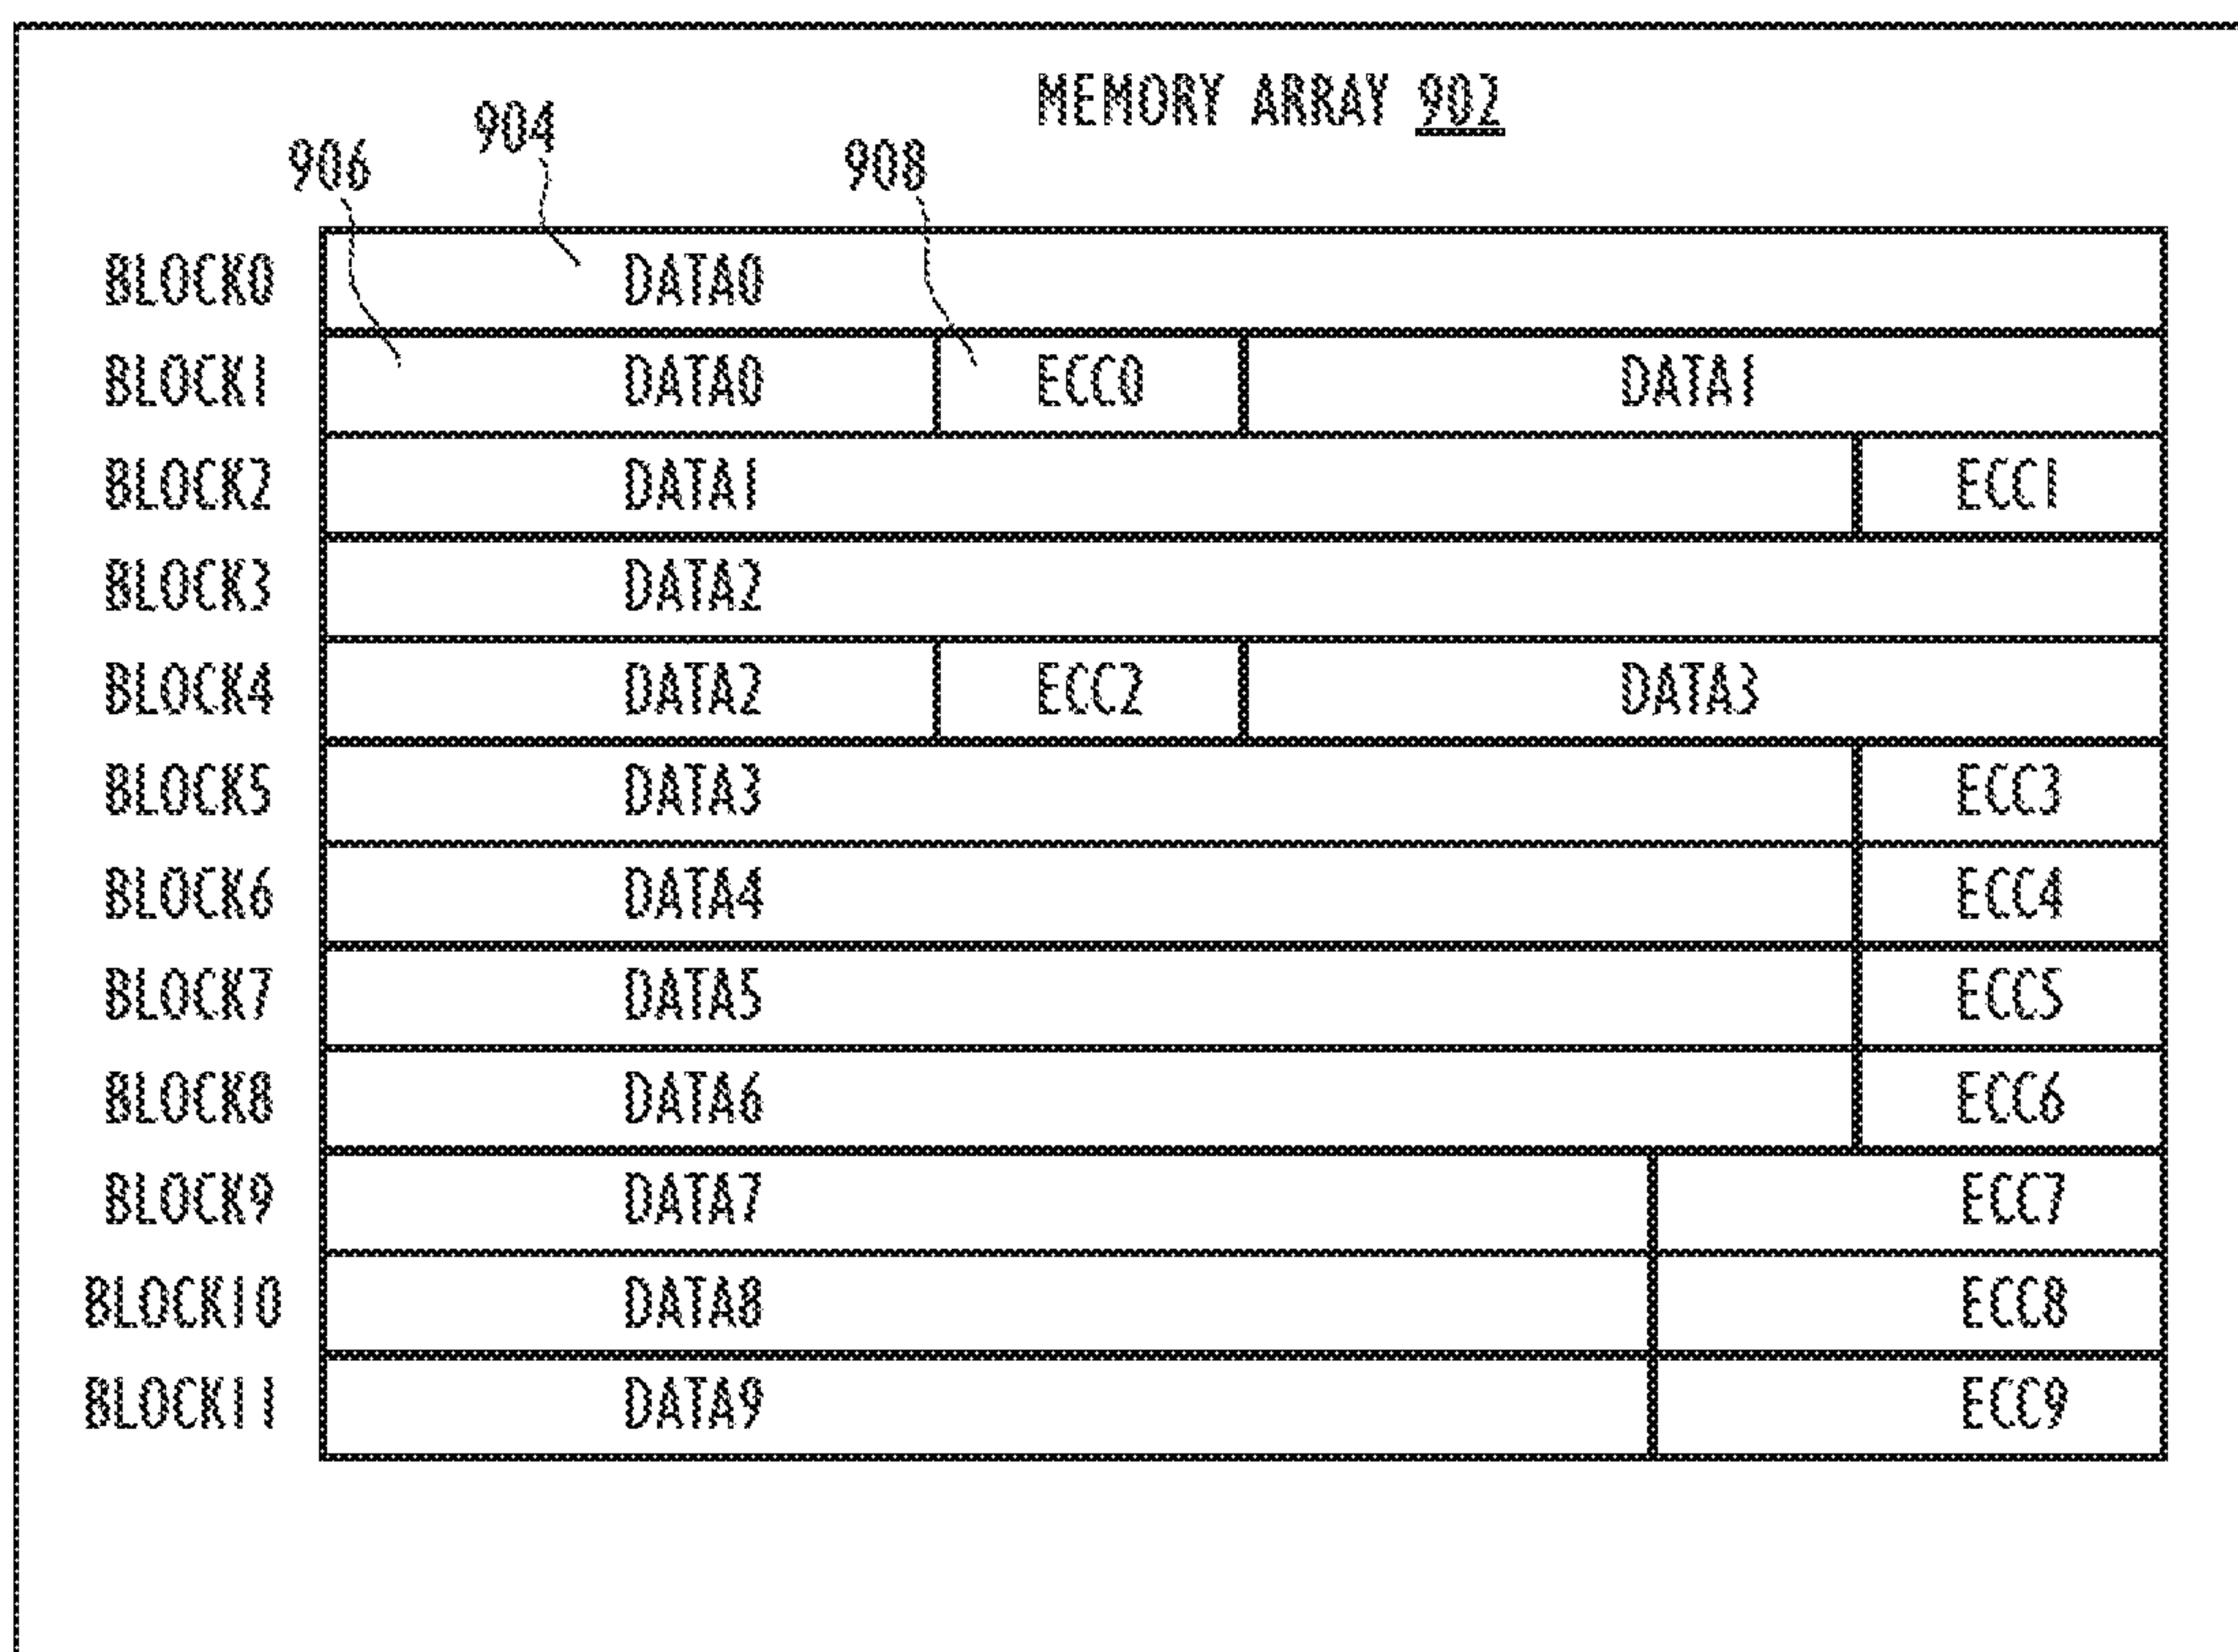 MEMORY ARRAY 902
904
906
908
BLOCK0 DATA0
BLOCK1 DATA0 ECC0 DATA1
BLOCK2 DATA1 ECC1
BLOCK3 DATA2
BLOCK4 DATA2 ECC2 DATA3
BLOCK5 DATA3 ECC3
BLOCK6 DATA4 ECC4
BLOCK7 DATA5 ECC5
BLOCK8 DATA6 ECC6
BLOCK9 DATA7 ECC7
BLOCK10 DATA8 ECC8
BLOCK11 DATA9 ECC9